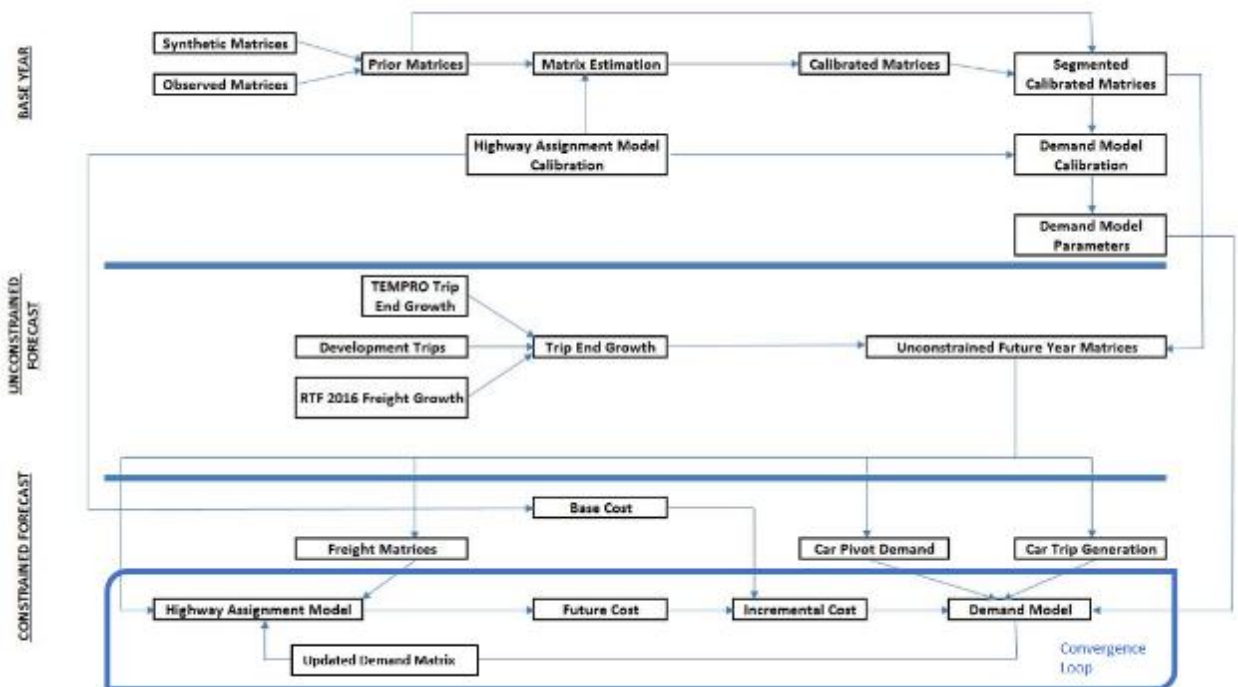 BASE YEAR
Synthetic Matrices
Observed Matrices
Prior Matrices
Matrix Estimation
Calibrated Matrices
Segmented
Calibrated Matrices
Highway Assignment Model
Calibration
Demand Model
Calibration
Demand Model
Parameters
UNCONSTRAINED
FORECAST
TEMPRO Trip
End Growth
Development Trips
Trip End Growth
Unconstrained Future Year Matrices
RTF 2016 Freight Growth
CONSTRAINED FORECAST
Base Cost
Freight Matrices
Car Pivot Demand
Car Trip Generation
Highway Assignment Model
Future Cost
Incremental Cost
Demand Model
Updated Demand Matrix
Convergence
Loop